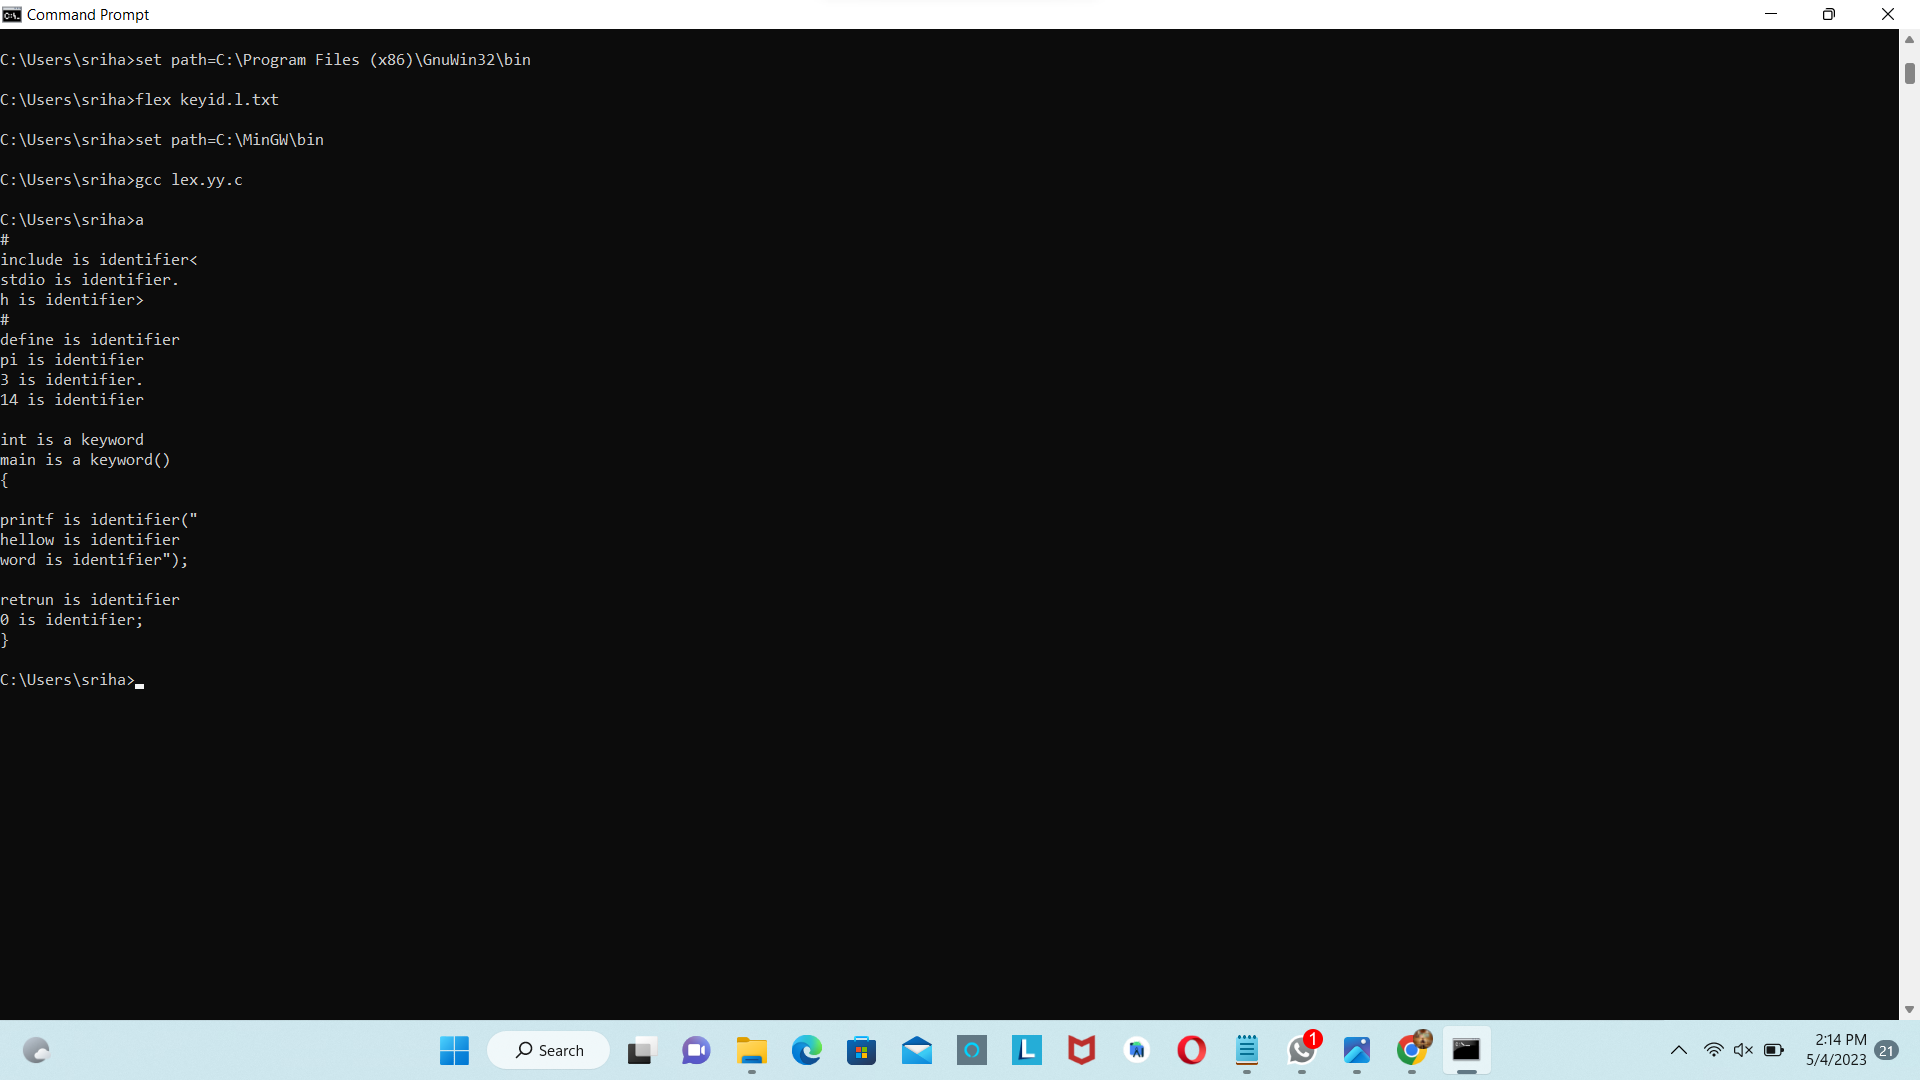 Command Prompt
C:\Users\sriha>set path=C:\Program Files (x86)\GnuWin32\bin
C:\Users\sriha>flex keyid.l.txt
C:\Users\sriha>set path=C:\MinGW\bin
C:\Users\sriha>gcc lex.yy.c
C:\Users\sriha>a
#
include is identifier<
stdio is identifier.
h is identifier>
#
define is identifier
pi is identifier
3 is identifier.
14 is identifier
int is a keyword
main is a keyword()
{
printf is identifier("
hellow is identifier
word is identifier");
retrun is identifier
0 is identifier;
}
C:\Users\sriha>
Search
L
AI
1
2:14 PM
5/4/2023
21